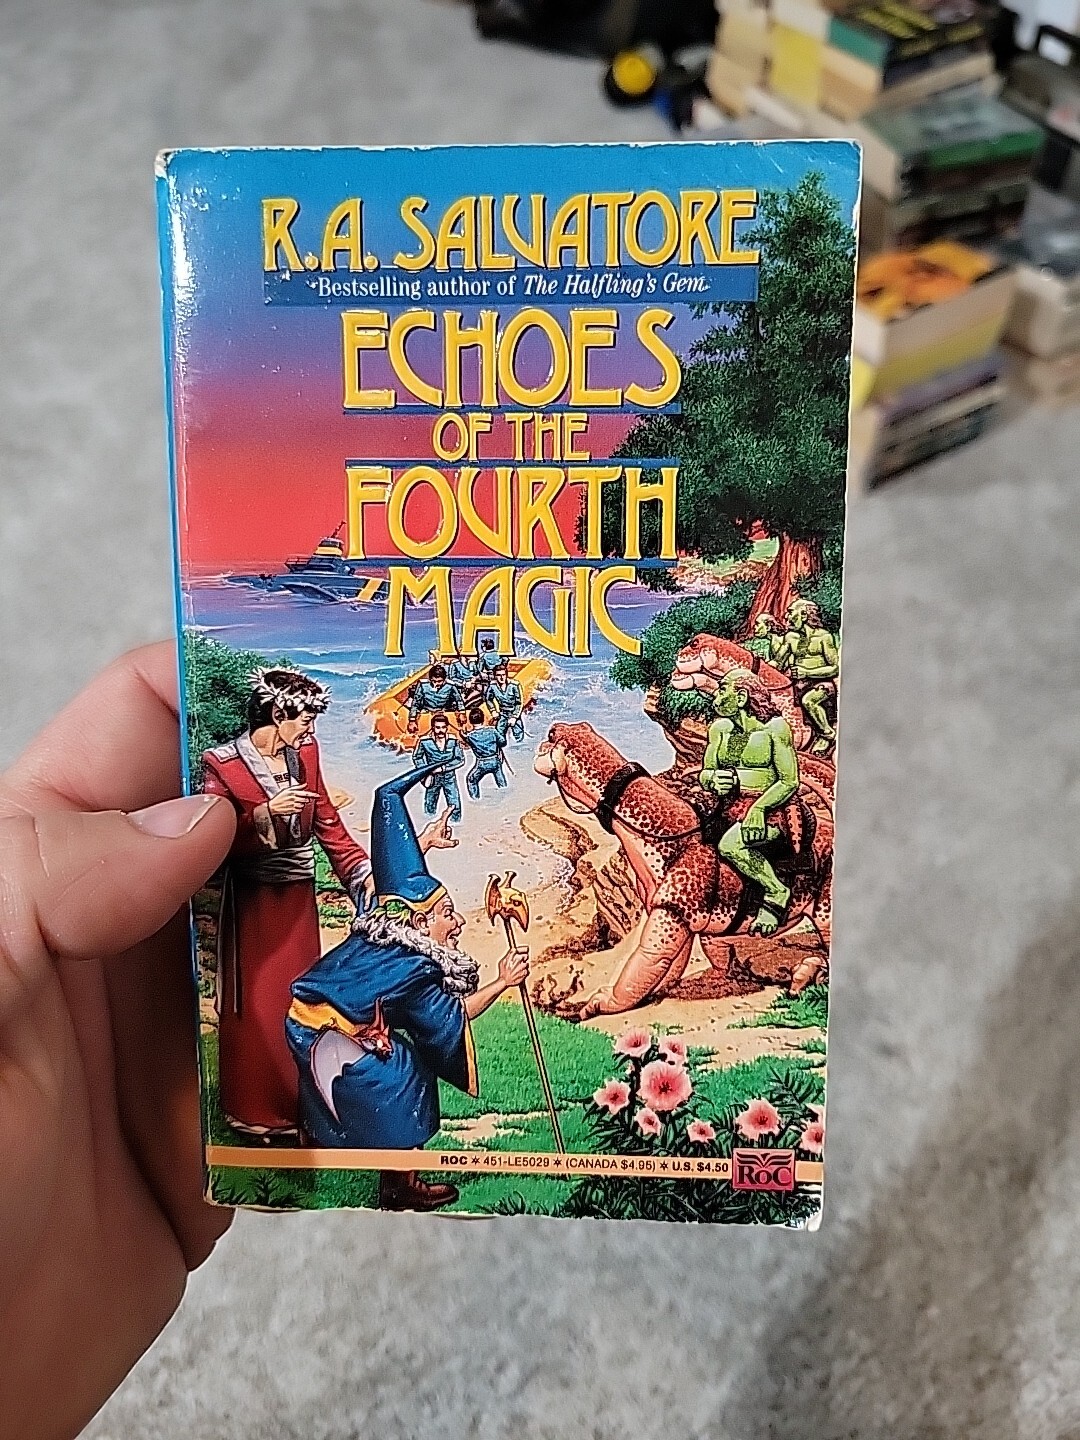 R.A. SALVATORE
Bestselling author of The Halfling's Gem
ECHOES
OF THE
FOURTH
MAGIC
ROC ✶ 451-LE5029 ✶ (CANADA $4.95) ✶ U.S. $4.50
ROC